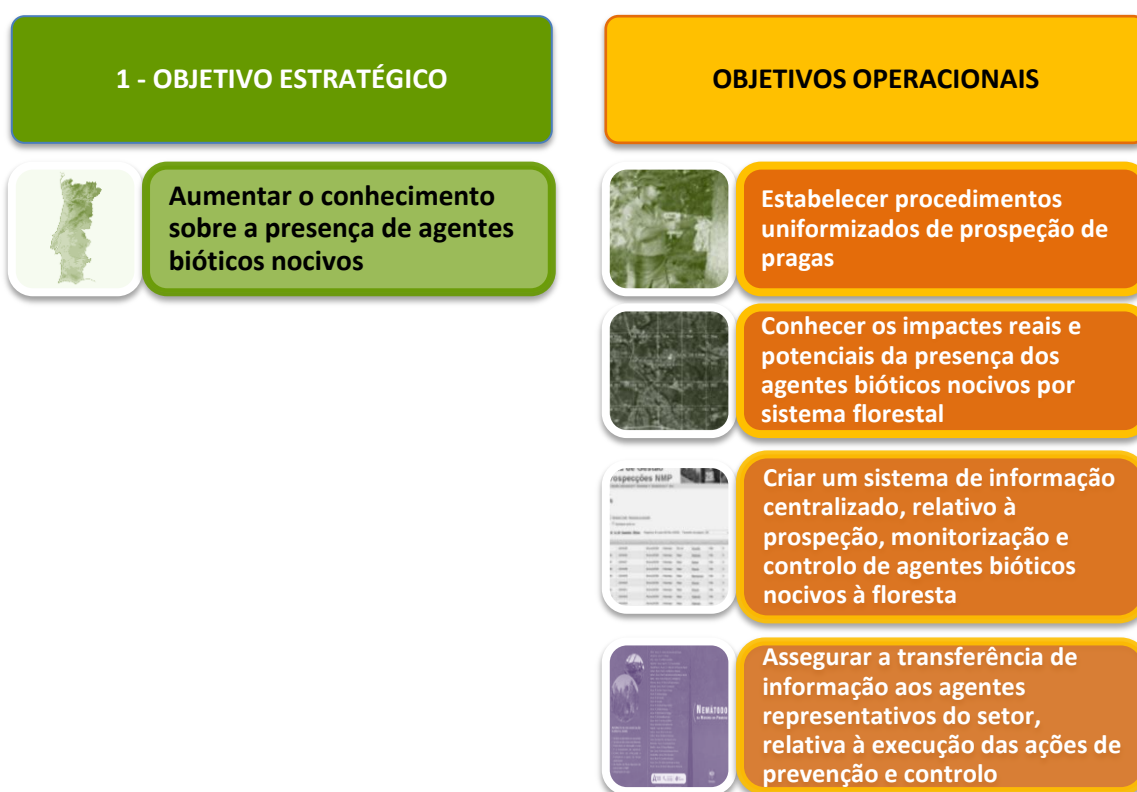 1 - OBJETIVO ESTRATÉGICO
Aumentar o conhecimento
sobre a presença de agentes
bióticos nocivos
OBJETIVOS OPERACIONAIS
Estabelecer procedimentos
uniformizados de prospeção de
pragas
Conhecer os impactes reais e
potenciais da presença dos
agentes bióticos nocivos por
sistema florestal
ospecções NMP
Criar um sistema de informação
centralizado, relativo à
prospeção, monitorização e
controlo de agentes bióticos
nocivos à floresta
NEMÁTODO
Assegurar a transferência de
informação aos agentes
representativos do setor,
relativa à execução das ações de
prevenção e controlo